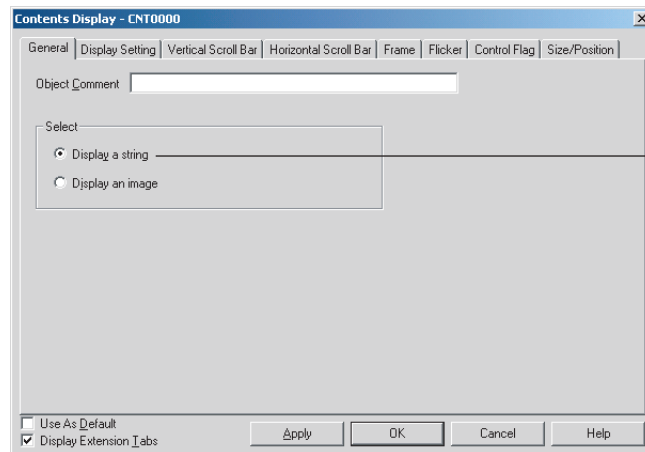 Contents Display - CNT0000
General Display Setting Vertical Scroll Bar Horizontal Scroll Bar Frame Flicker Control Flag Size/Position
Object Comment
Select
Display a string
Display an image
Use As Default
Display Extension Tabs
Apply OK Cancel Help